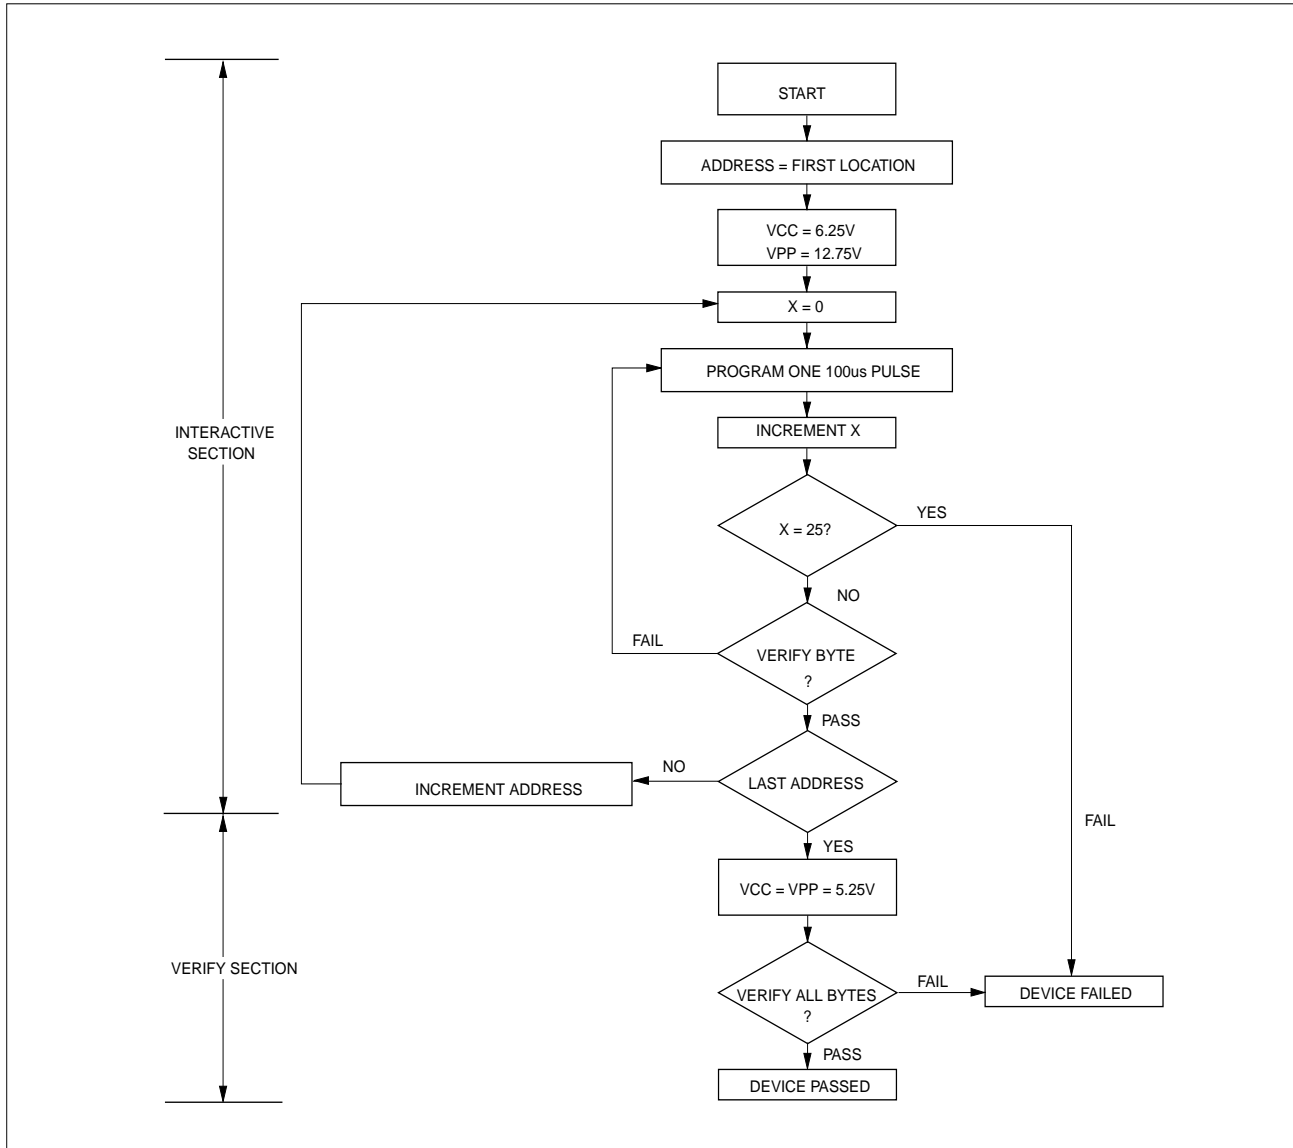 START
ADDRESS = FIRST LOCATION
VCC = 6.25V
VPP = 12.75V
X = 0
PROGRAM ONE 100us PULSE
INCREMENT X
INTERACTIVE
SECTION
X = 25?
YES
NO
FAIL
VERIFY BYTE
?
PASS
NO
INCREMENT ADDRESS
LAST ADDRESS
FAIL
YES
VCC = VPP = 5.25V
VERIFY SECTION
VERIFY ALL BYTES
?
FAIL
DEVICE FAILED
PASS
DEVICE PASSED